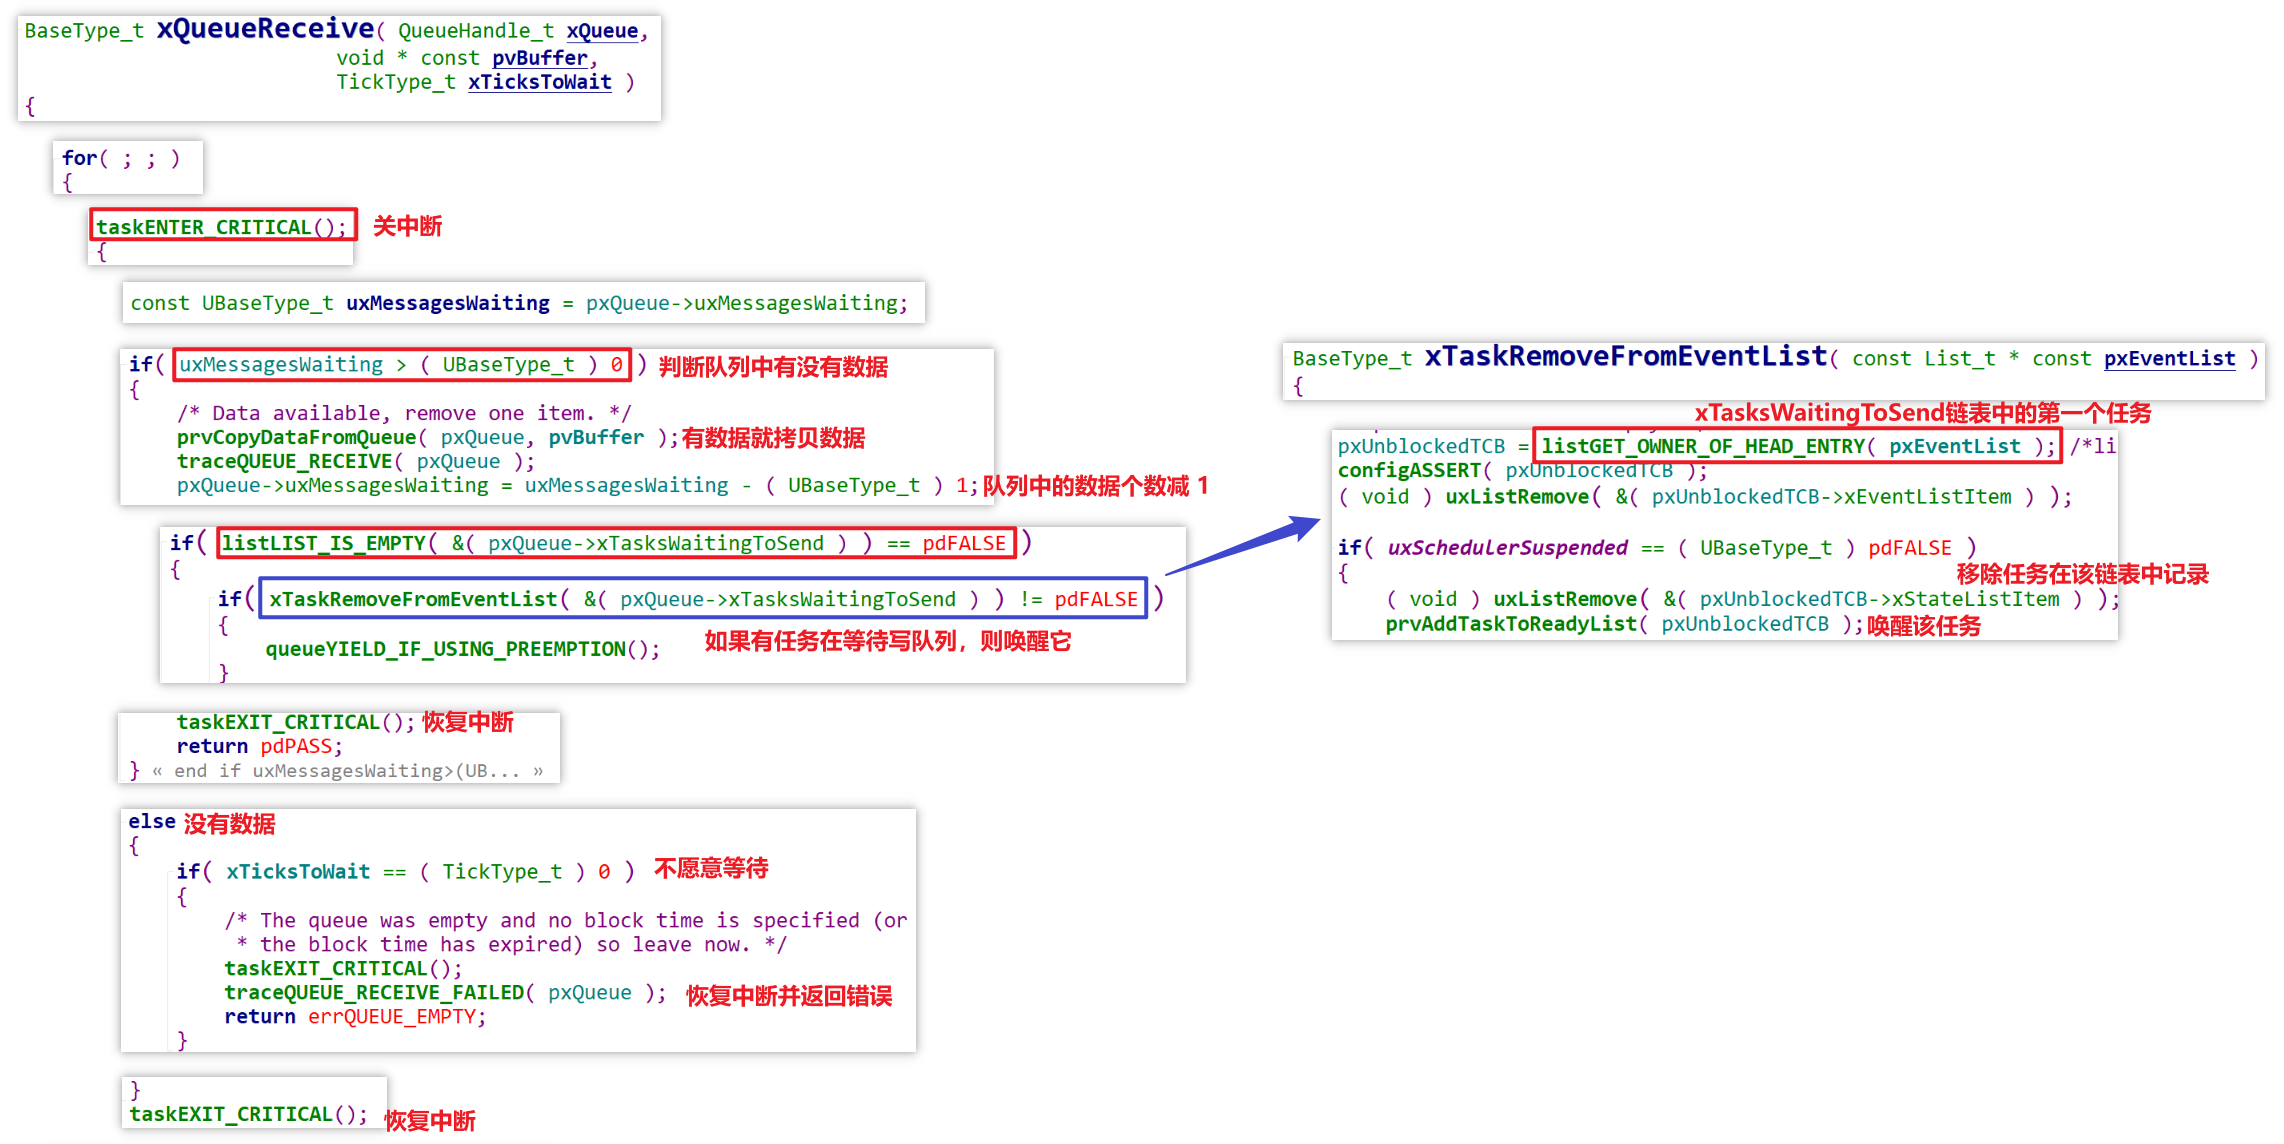 BaseType_t xQueueReceive( QueueHandle_t xQueue,
void * const pvBuffer,
TickType_t xTicksToWait )
{
for( ; ; )
{
taskENTER_CRITICAL(); 关中断
{
const UBaseType_t uxMessagesWaiting = pxQueue->uxMessagesWaiting;
if( uxMessagesWaiting > ( UBaseType_t ) 0 ) 判断队列中有没有数据
{
/* Data available, remove one item. */
prvCopyDataFromQueue( pxQueue, pvBuffer ); 有数据就拷贝数据
traceQUEUE_RECEIVE( pxQueue );
pxQueue->uxMessagesWaiting = uxMessagesWaiting - ( UBaseType_t ) 1; 队列中的数据个数减 1
if( listLIST_IS_EMPTY( &( pxQueue->xTasksWaitingToSend ) ) == pdFALSE )
{
if( xTaskRemoveFromEventList( &( pxQueue->xTasksWaitingToSend ) ) != pdFALSE )
{
queueYIELD_IF_USING_PREEMPTION(); 如果有任务在等待写队列，则唤醒它
}
taskEXIT_CRITICAL(); 恢复中断
return pdPASS;
} « end if uxMessagesWaiting>(UB... »
else 没有数据
{
if( xTicksToWait == ( TickType_t ) 0 ) 不愿意等待
{
/* The queue was empty and no block time is specified (or
* the block time has expired) so leave now. */
taskEXIT_CRITICAL();
traceQUEUE_RECEIVE_FAILED( pxQueue ); 恢复中断并返回错误
return errQUEUE_EMPTY;
}
}
taskEXIT_CRITICAL(); 恢复中断
BaseType_t xTaskRemoveFromEventList( const List_t * const pxEventList )
{
xTasksWaitingToSend链表中的第一个任务
pxUnblockedTCB = listGET_OWNER_OF_HEAD_ENTRY( pxEventList ); /*li
configASSERT( pxUnblockedTCB );
( void ) uxListRemove( &( pxUnblockedTCB->xEventListItem ) );
if( uxSchedulerSuspended == ( UBaseType_t ) pdFALSE )
{
移除任务在该链表中记录
( void ) uxListRemove( &( pxUnblockedTCB->xStateListItem ) );
prvAddTaskToReadyList( pxUnblockedTCB ); 唤醒该任务